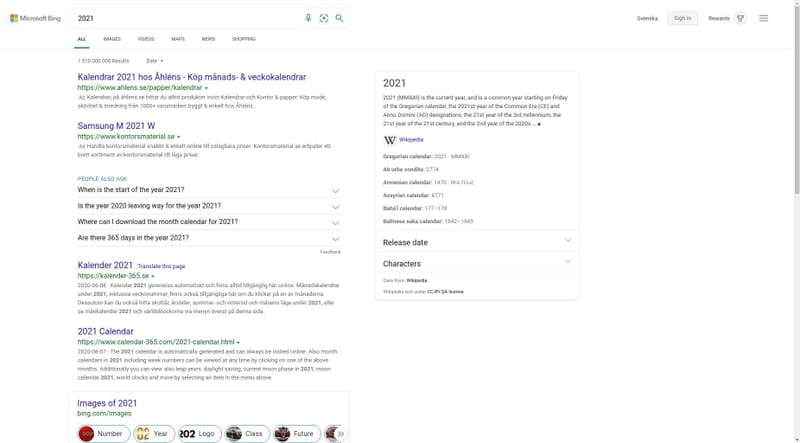 Microsoft Bing
2021
Svenska
Sign in
Rewards
ALL
IMAGES
VIDEOS
MAPS
NEWS
SHOPPING
1 510 000 000 Results
Date
Kalendrar 2021 hos Åhléns - Köp månads- & veckokalendrar
https://www.ahlens.se/papper/kalendrar
Ad Kalendrar, på åhlens.se hittar du alltid produkter inom Kalendrar och Kontor & papper. Köp mode,
skönhet & inredning från 1000+ varumärken tryggt & enkelt hos Åhléns.
Samsung M 2021 W
https://www.kontorsmaterial.se
Ad Handla kontorsmaterial snabbt & enkelt online till oslagbara priser. Kontorsmaterial.se erbjuder ett
brett sortiment av kontorsmaterial till låga priser.
PEOPLE ALSO ASK
When is the start of the year 2021?
Is the year 2020 leaving way for the year 2021?
Where can I download the month calendar for 2021?
Are there 365 days in the year 2021?
Feedback
Kalender 2021 Translate this page
https://kalender-365.se
2020-06-08 · Kalender 2021 genereras automatiskt och finns alltid tillgänglig här online. Månadskalendrar
under 2021, inklusive veckonummer, finns också tillgängliga här om du klickar på en av månaderna.
Dessutom kan du också hitta skottår, årstider, sommar- och vintertid och månens läge under 2021, eller
se månkalender 2021 och världsklockorna via menyn överst på denna sida.
2021 Calendar
https://www.calendar-365.com/2021-calendar.html
2020-06-07 · The 2021 calendar is automatically generated and can always be visited online. Also month
calendars in 2021 including week numbers can be viewed at any time by clicking on one of the above
months. Additionally you can view also leap years, daylight saving, current moon phase in 2021, moon
calendar 2021, world clocks and more by selecting an item in the menu above.
Images of 2021
bing.com/images
Number
Year
Logo
Class
Future
2021
2021 (MMXXI) is the current year, and is a common year starting on Friday
of the Gregorian calendar, the 2021st year of the Common Era (CE) and
Anno Domini (AD) designations, the 21st year of the 3rd millennium, the
21st year of the 21st century, and the 2nd year of the 2020s ...
W Wikipedia
Gregorian calendar: 2021 · MMXXI
Ab urbe condita: 2774
Armenian calendar: 1470 ·
Assyrian calendar: 6771
Bahá'í calendar: 177–178
Balinese saka calendar: 1942–1943
Release date
Characters
Data from: Wikipedia
Wikipedia text under CC-BY-SA license